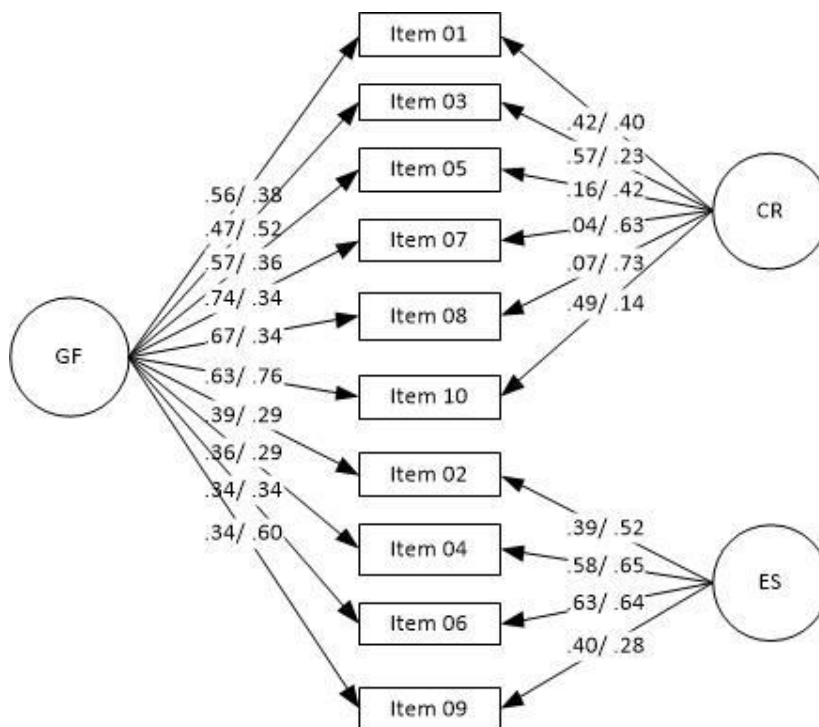 Item 01
Item 03
Item 05
Item 07
Item 08
Item 10
Item 02
Item 04
Item 06
Item 09
GF
.56/ .38
.47/ .52
.57/ .36
.74/ .34
.67/ .34
.63/ .76
.39/ .29
.36/ .29
.34/ .34
.34/ .60
CR
.42/ .40
.57/ .23
.16/ .42
.04/ .63
.07/ .73
.49/ .14
ES
.39/ .52
.58/ .65
.63/ .64
.40/ .28